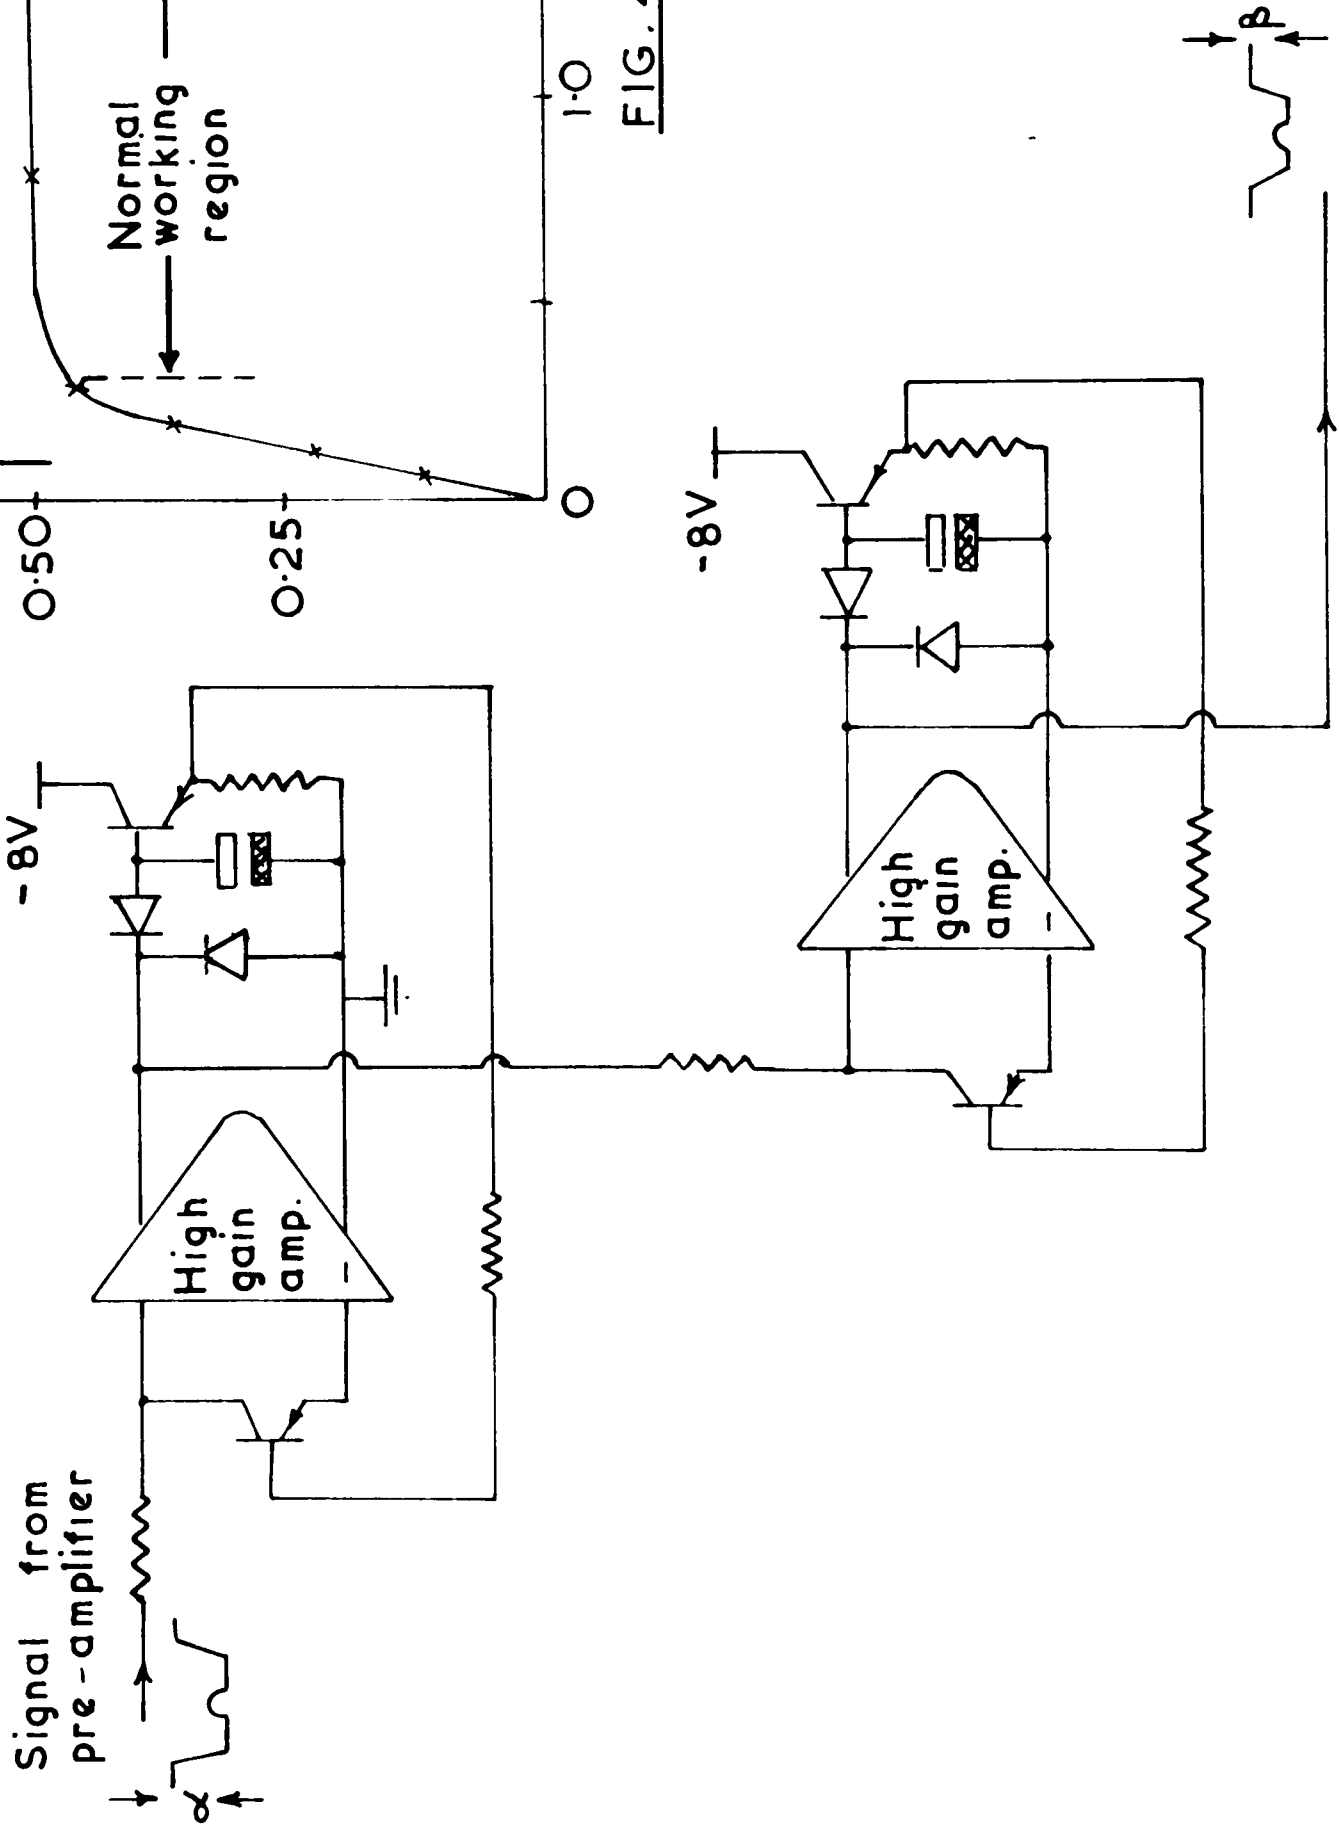 Signal from
pre-amplifier
α
High
gain
amp.
–
-8V
High
gain
amp.
–
-8V
β
0·50
0·25
0
1·0
Normal
working
region
FIG.